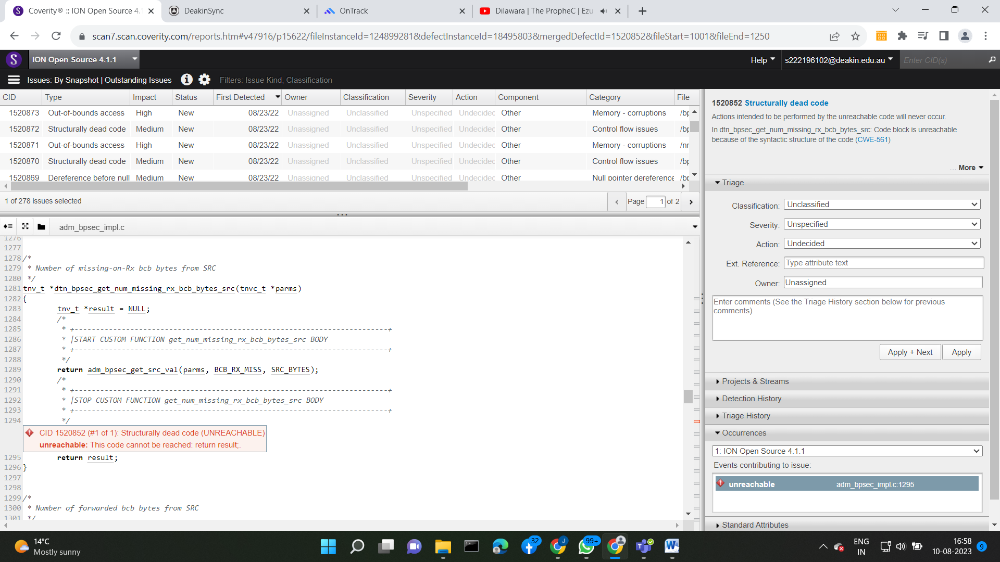 Coverity® :: ION Open Source 4.1
DeakinSync
OnTrack
Dilawara | The PropheC | Ezu
scan7.scan.coverity.com/reports.htm#v47916/p15622/fileInstanceId=124899281&defectInstanceId=18495803&mergedDefectId=1520852&fileStart=1001&fileEnd=1250
S ION Open Source 4.1.1
Help
s222196102@deakin.edu.au
Enter CID(s)
Issues: By Snapshot | Outstanding Issues
Filters: Issue Kind, Classification
CID Type Impact Status First Detected Owner Classification Severity Action Component Category File
1520873 Out-of-bounds access High New 08/23/22 Unassigned Unclassified Unspecified Undecided Other Memory - corruptions /bp
1520872 Structurally dead code Medium New 08/23/22 Unassigned Unclassified Unspecified Undecided Other Control flow issues /bp
1520871 Out-of-bounds access High New 08/23/22 Unassigned Unclassified Unspecified Undecided Other Memory - corruptions /nr
1520870 Structurally dead code Medium New 08/23/22 Unassigned Unclassified Unspecified Undecided Other Control flow issues /bp
1520869 Dereference before null Medium New 08/23/22 Unassigned Unclassified Unspecified Undecided Other Null pointer dereference /bp
1 of 278 issues selected
Page 1 of 2
adm_bpsec_impl.c
1276
1277
1278 /*
1279 * Number of missing-on-Rx bcb bytes from SRC
1280 */
1281 tnv_t *dtn_bpsec_get_num_missing_rx_bcb_bytes_src(tnvc_t *parms)
1282 {
1283 tnv_t *result = NULL;
1284 /*
1285 * +-------------------------------------------------------------------------+
1286 * |START CUSTOM FUNCTION get_num_missing_rx_bcb_bytes_src BODY
1287 * +-------------------------------------------------------------------------+
1288 */
1289 return adm_bpsec_get_src_val(parms, BCB_RX_MISS, SRC_BYTES);
1290 /*
1291 * +-------------------------------------------------------------------------+
1292 * |STOP CUSTOM FUNCTION get_num_missing_rx_bcb_bytes_src BODY
1293 * +-------------------------------------------------------------------------+
1294 */
CID 1520852 (#1 of 1): Structurally dead code (UNREACHABLE)
unreachable: This code cannot be reached: return result;.
1295 return result;
1296 }
1297
1298
1299 /*
1300 * Number of forwarded bcb bytes from SRC
1301 */
1520852 Structurally dead code
Actions intended to be performed by the unreachable code will never occur.
In dtn_bpsec_get_num_missing_rx_bcb_bytes_src: Code block is unreachable
because of the syntactic structure of the code (CWE-561)
... More
Triage
Classification: Unclassified
Severity: Unspecified
Action: Undecided
Ext. Reference: Type attribute text
Owner: Unassigned
Enter comments (See the Triage History section below for previous
comments)
Apply + Next Apply
Projects & Streams
Detection History
Triage History
Occurrences
1: ION Open Source 4.1.1
Events contributing to issue:
unreachable adm_bpsec_impl.c:1295
Standard Attributes
14°C
Mostly sunny
32
J
99+
ENG
IN
16:58
10-08-2023
9